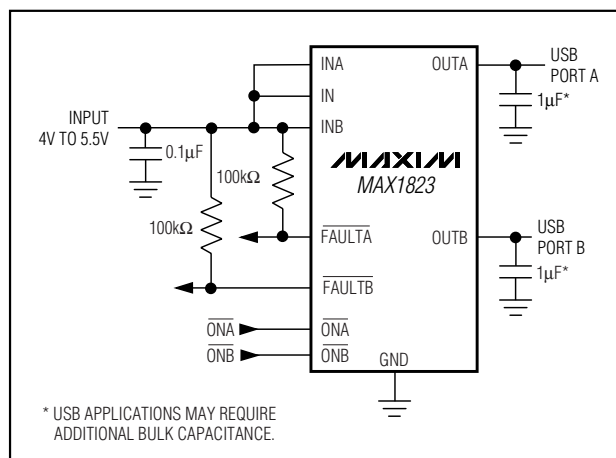 INPUT
4V TO 5.5V
0.1µF
100kΩ
100kΩ
INA
IN
INB
MAXIM
MAX1823
FAULTA
FAULTB
ONA
ONB
ONA
ONB
GND
OUTA
USB
PORT A
1µF*
OUTB
USB
PORT B
1µF*
* USB APPLICATIONS MAY REQUIRE
ADDITIONAL BULK CAPACITANCE.